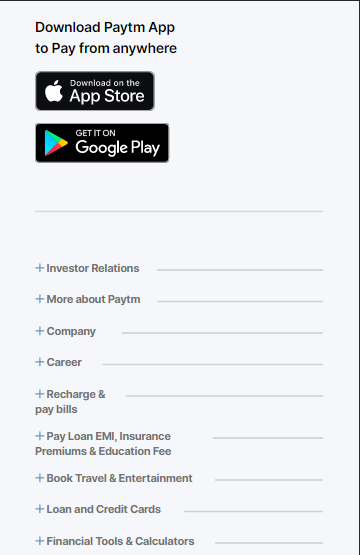 Download Paytm App
to Pay from anywhere
Download on the
App Store
GET IT ON
Google Play
+ Investor Relations
+ More about Paytm
+ Company
+ Career
+ Recharge &
pay bills
+ Pay Loan EMI, Insurance
Premiums & Education Fee
+ Book Travel & Entertainment
+ Loan and Credit Cards
+ Financial Tools & Calculators